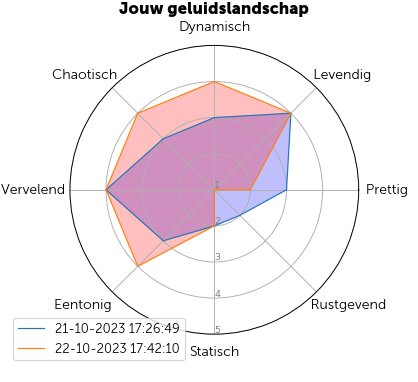 Jouw geluidslandschap
Dynamisch
Chaotisch
Levendig
Vervelend
1
Prettig
2
3
Eentonig
4
Rustgevend
5
21-10-2023 17:26:49
22-10-2023 17:42:10
Statisch